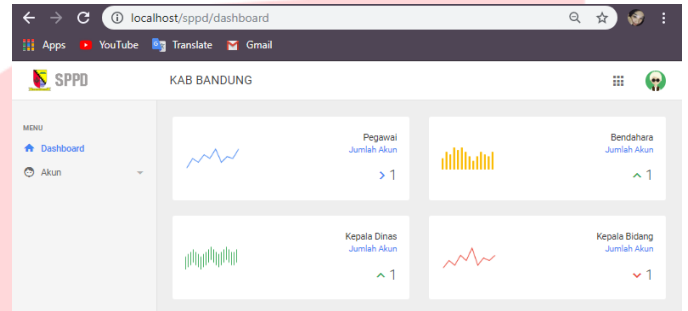 localhost/sppd/dashboard
Apps YouTube Translate Gmail
SPPD KAB BANDUNG
MENU
Dashboard
Akun
Pegawai
Jumlah Akun
1
Bendahara
Jumlah Akun
1
Kepala Dinas
Jumlah Akun
1
Kepala Bidang
Jumlah Akun
1